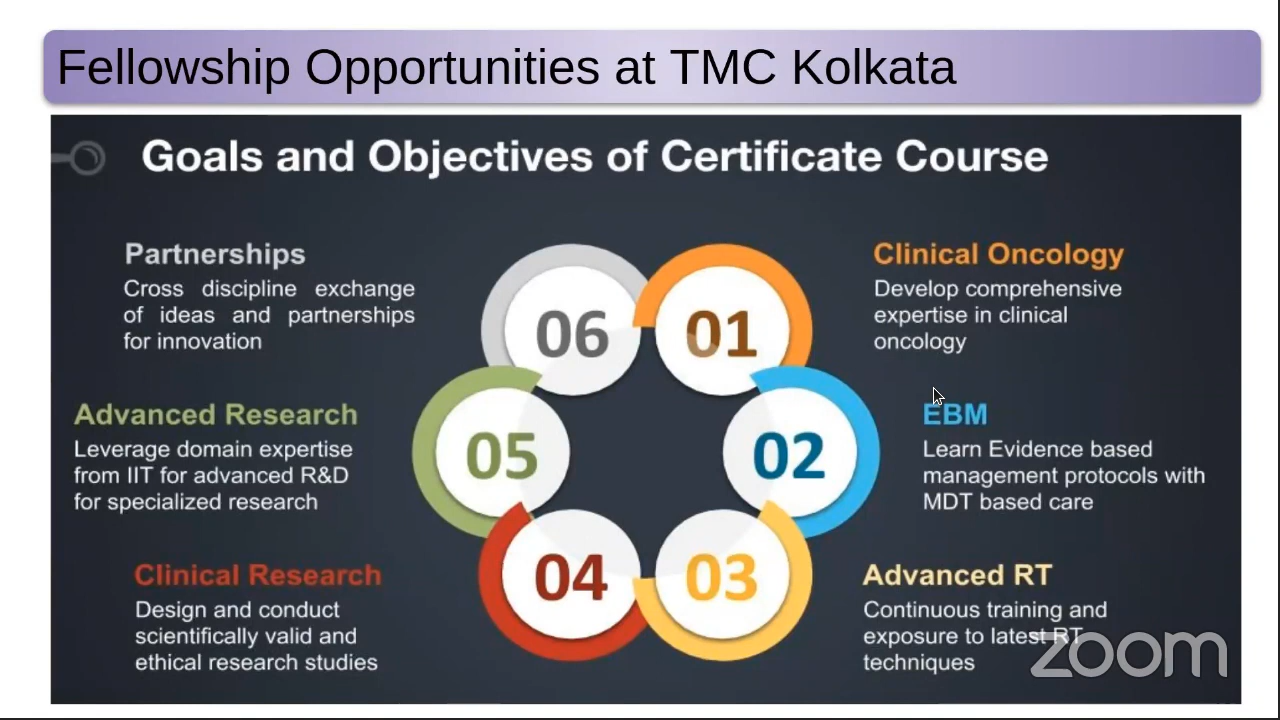 Fellowship Opportunities at TMC Kolkata
Goals and Objectives of Certificate Course
Partnerships
Cross discipline exchange
of ideas and partnerships
for innovation
Advanced Research
Leverage domain expertise
from IIT for advanced R&D
for specialized research
Clinical Research
Design and conduct
scientifically valid and
ethical research studies
06
01
05
02
04
03
Clinical Oncology
Develop comprehensive
expertise in clinical
oncology
EBM
Learn Evidence based
management protocols with
MDT based care
Advanced RT
Continuous training and
exposure to latest RT
techniques
zoom